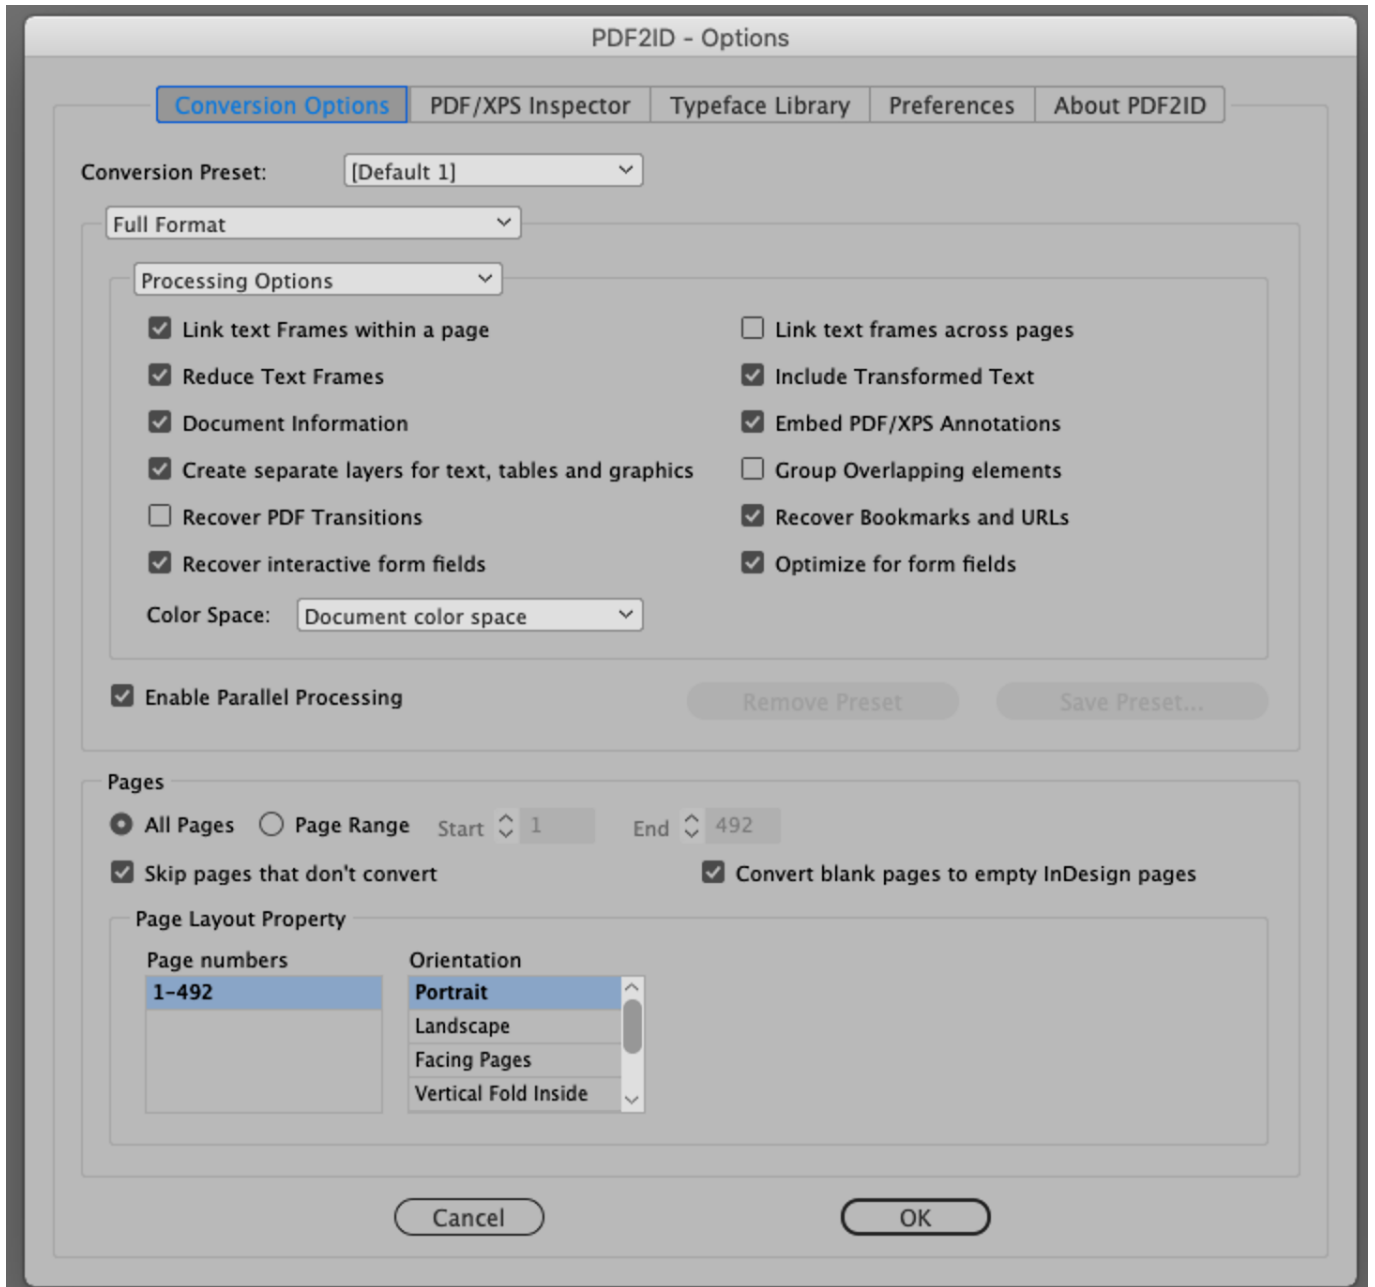 PDF2ID - Options
Conversion Options PDF/XPS Inspector Typeface Library Preferences About PDF2ID
Conversion Preset: [Default 1]
Full Format
Processing Options
Link text Frames within a page Link text frames across pages
Reduce Text Frames Include Transformed Text
Document Information Embed PDF/XPS Annotations
Create separate layers for text, tables and graphics Group Overlapping elements
Recover PDF Transitions Recover Bookmarks and URLs
Recover interactive form fields Optimize for form fields
Color Space: Document color space
Enable Parallel Processing Remove Preset Save Preset...
Pages
All Pages Page Range Start 1 End 492
Skip pages that don't convert Convert blank pages to empty InDesign pages
Page Layout Property
Page numbers Orientation
1-492 Portrait
Landscape
Facing Pages
Vertical Fold Inside
Cancel OK